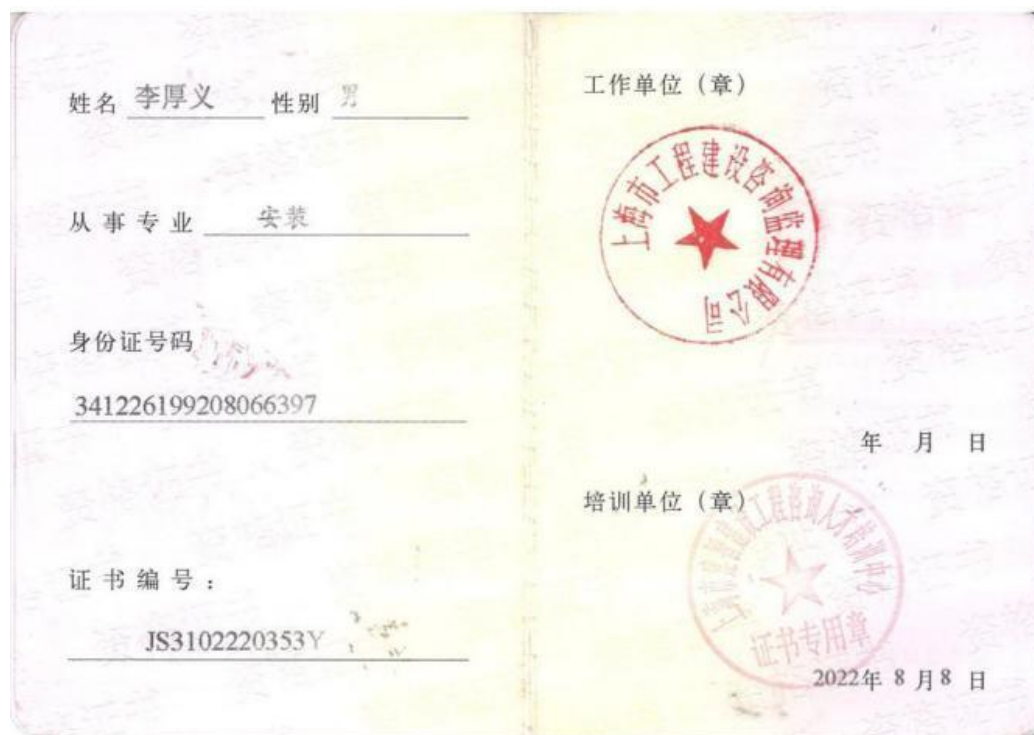 姓名 李厚义 性别 男
从事专业 安装
身份证号码
341226199208066397
证书编号：
JS3102220353Y
工作单位（章）
上海市工程建设咨询监理有限公司
年 月 日
培训单位（章）
证书专用章
2022年 8月8 日